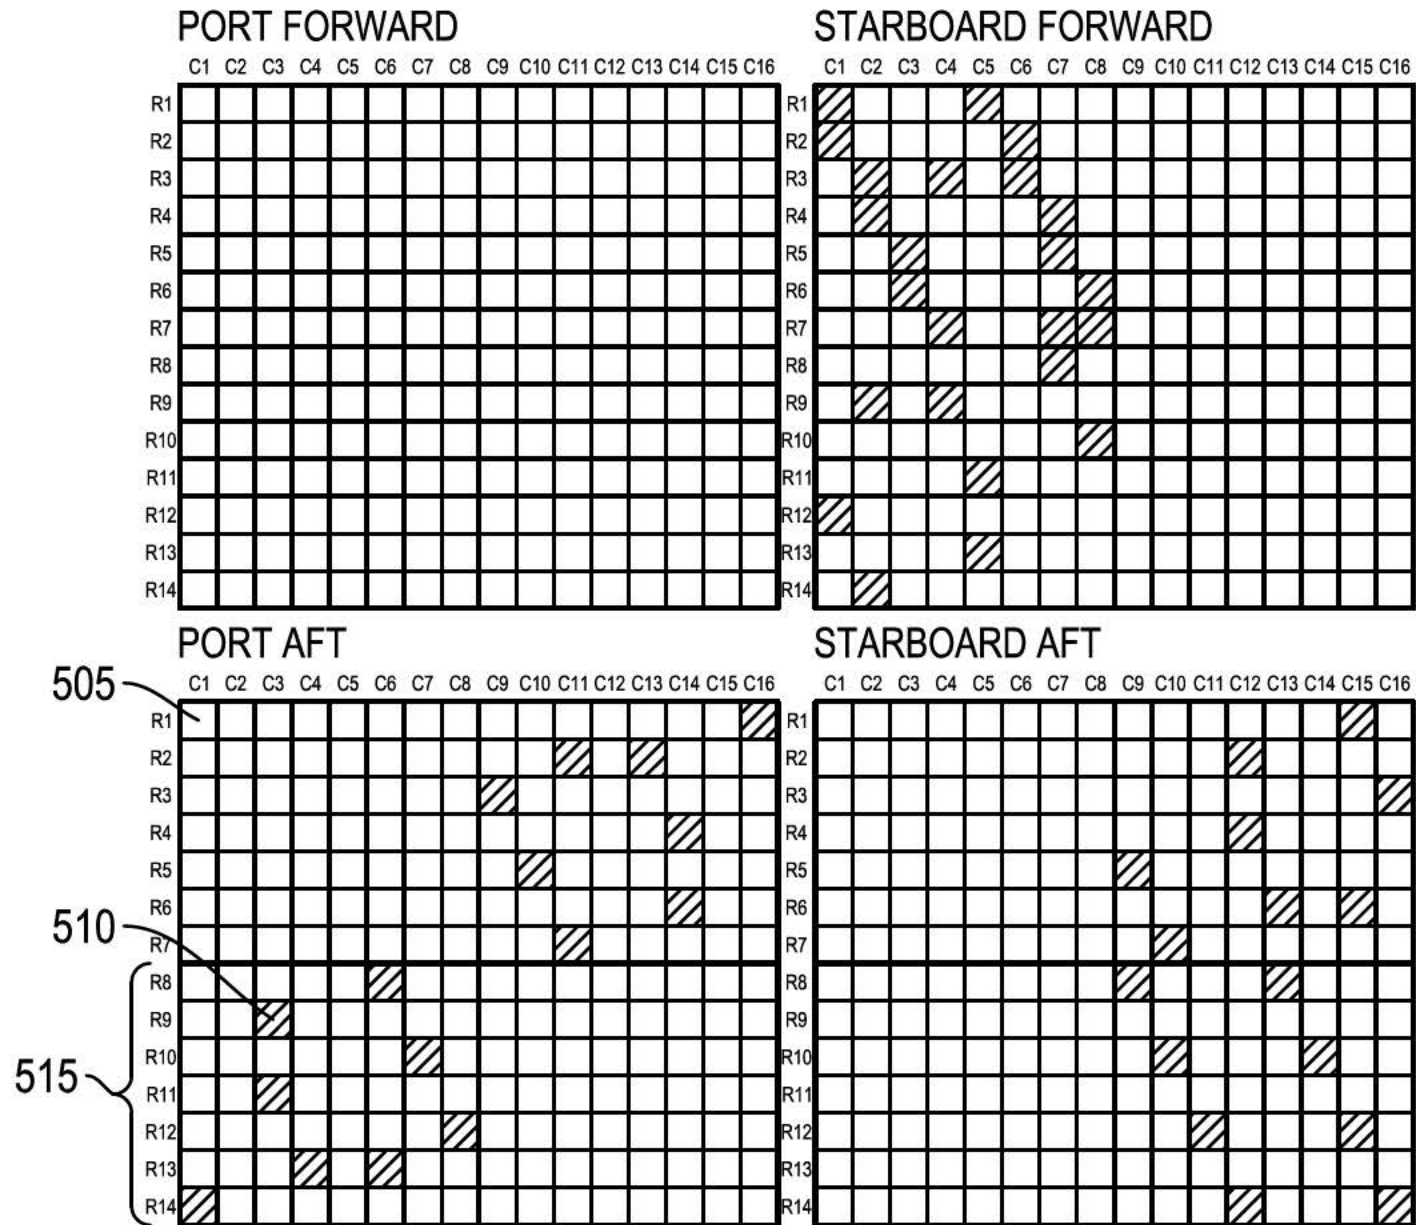 PORT FORWARD
C1 C2 C3 C4 C5 C6 C7 C8 C9 C10 C11 C12 C13 C14 C15 C16
R1
R2
R3
R4
R5
R6
R7
R8
R9
R10
R11
R12
R13
R14
STARBOARD FORWARD
C1 C2 C3 C4 C5 C6 C7 C8 C9 C10 C11 C12 C13 C14 C15 C16
R1
R2
R3
R4
R5
R6
R7
R8
R9
R10
R11
R12
R13
R14
PORT AFT
C1 C2 C3 C4 C5 C6 C7 C8 C9 C10 C11 C12 C13 C14 C15 C16
505
R1
R2
R3
R4
R5
R6
510
R7
R8
R9
R10
515
R11
R12
R13
R14
STARBOARD AFT
C1 C2 C3 C4 C5 C6 C7 C8 C9 C10 C11 C12 C13 C14 C15 C16
R1
R2
R3
R4
R5
R6
R7
R8
R9
R10
R11
R12
R13
R14